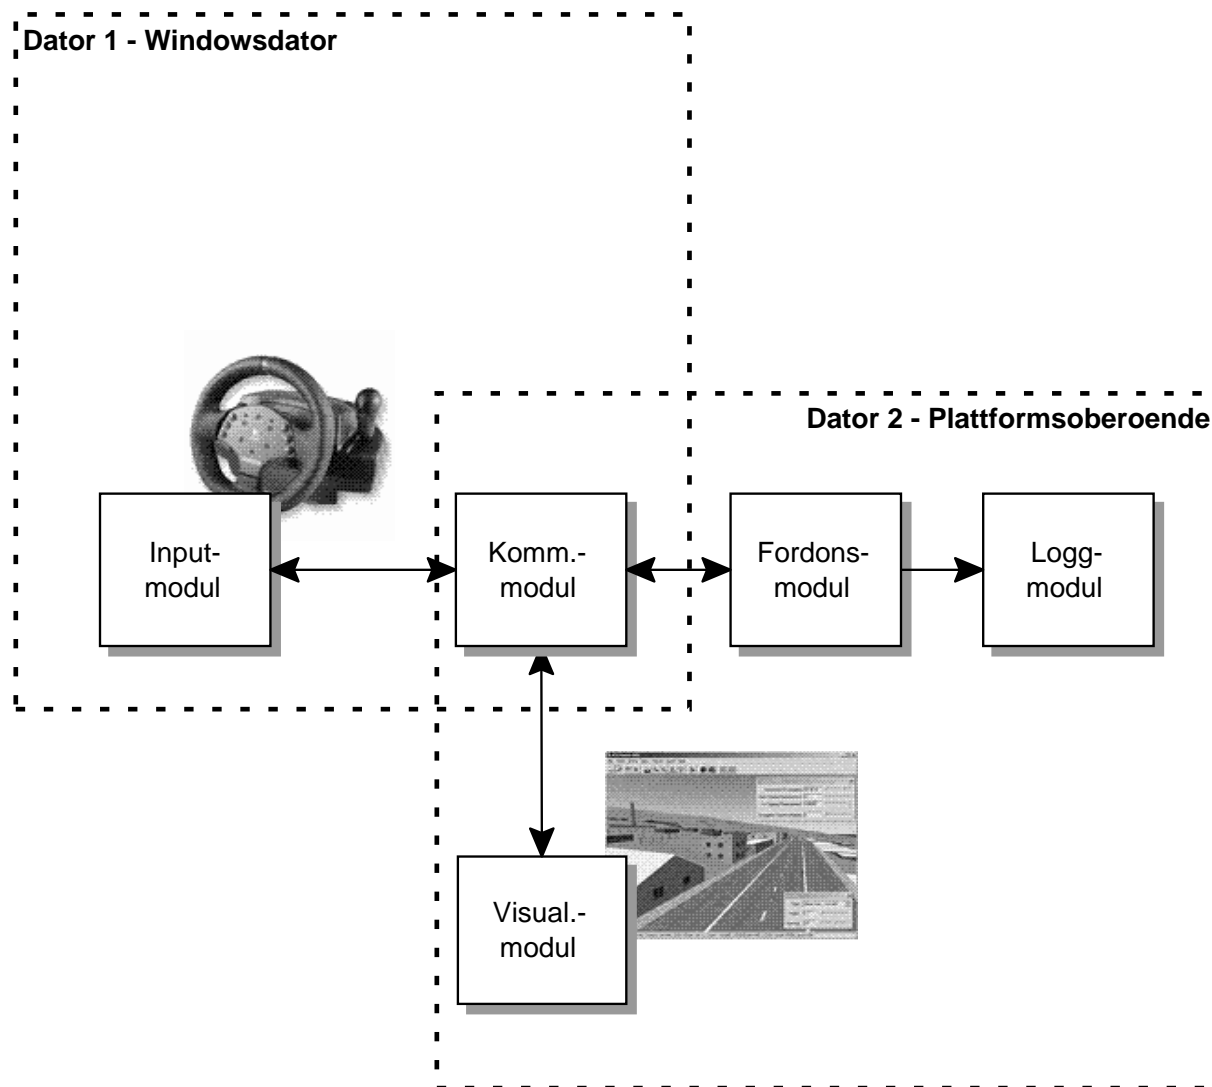 Dator 1 - Windowsdator
Dator 2 - Plattformsoberoende
Input-
modul
Komm.-
modul
Fordons-
modul
Logg-
modul
Visual.-
modul